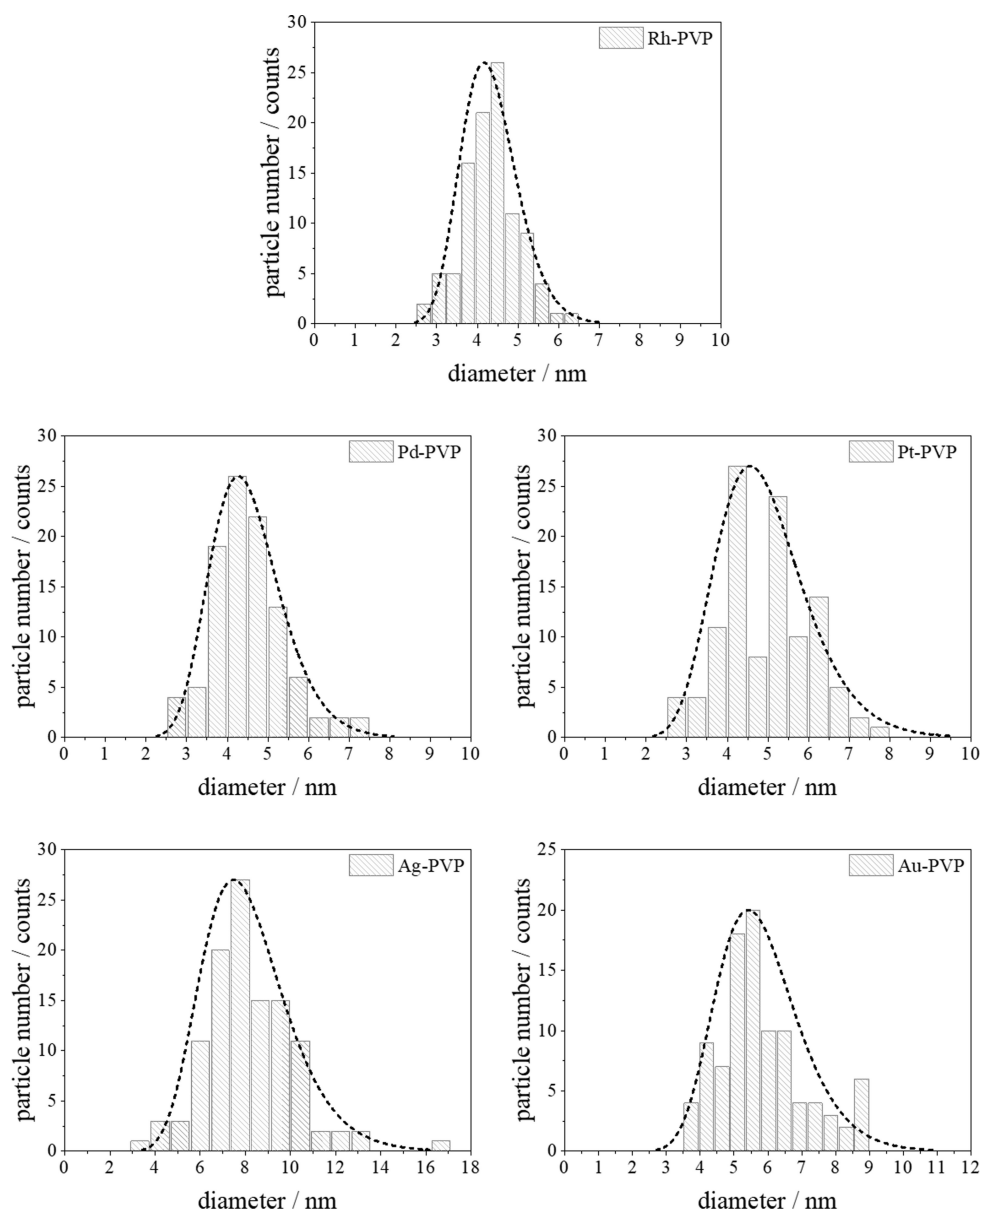 30
Rh-PVP
25
20
15
10
5
0
particle number / counts
0 1 2 3 4 5 6 7 8 9 10
diameter / nm
30
Pd-PVP
25
20
15
10
5
0
particle number / counts
0 1 2 3 4 5 6 7 8 9 10
diameter / nm
30
Pt-PVP
25
20
15
10
5
0
particle number / counts
0 1 2 3 4 5 6 7 8 9 10
diameter / nm
30
Ag-PVP
25
20
15
10
5
0
particle number / counts
0 2 4 6 8 10 12 14 16 18
diameter / nm
25
Au-PVP
20
15
10
5
0
particle number / counts
0 1 2 3 4 5 6 7 8 9 10 11 12
diameter / nm